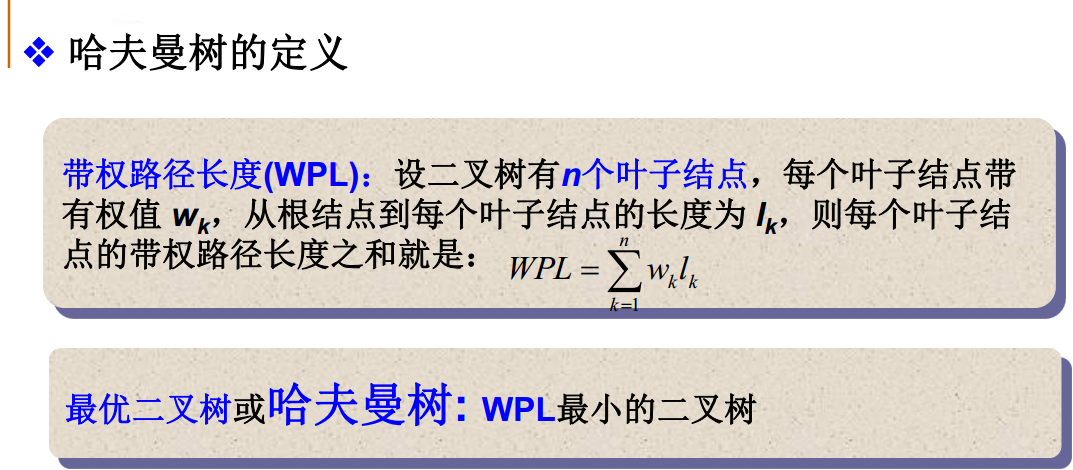 ❖ 哈夫曼树的定义
带权路径长度(WPL)：设二叉树有n个叶子结点，每个叶子结点带
有权值 wk，从根结点到每个叶子结点的长度为 lk，则每个叶子结
点的带权路径长度之和就是： WPL = ∑_{k=1}^{n} w_k l_k
最优二叉树或哈夫曼树: WPL最小的二叉树